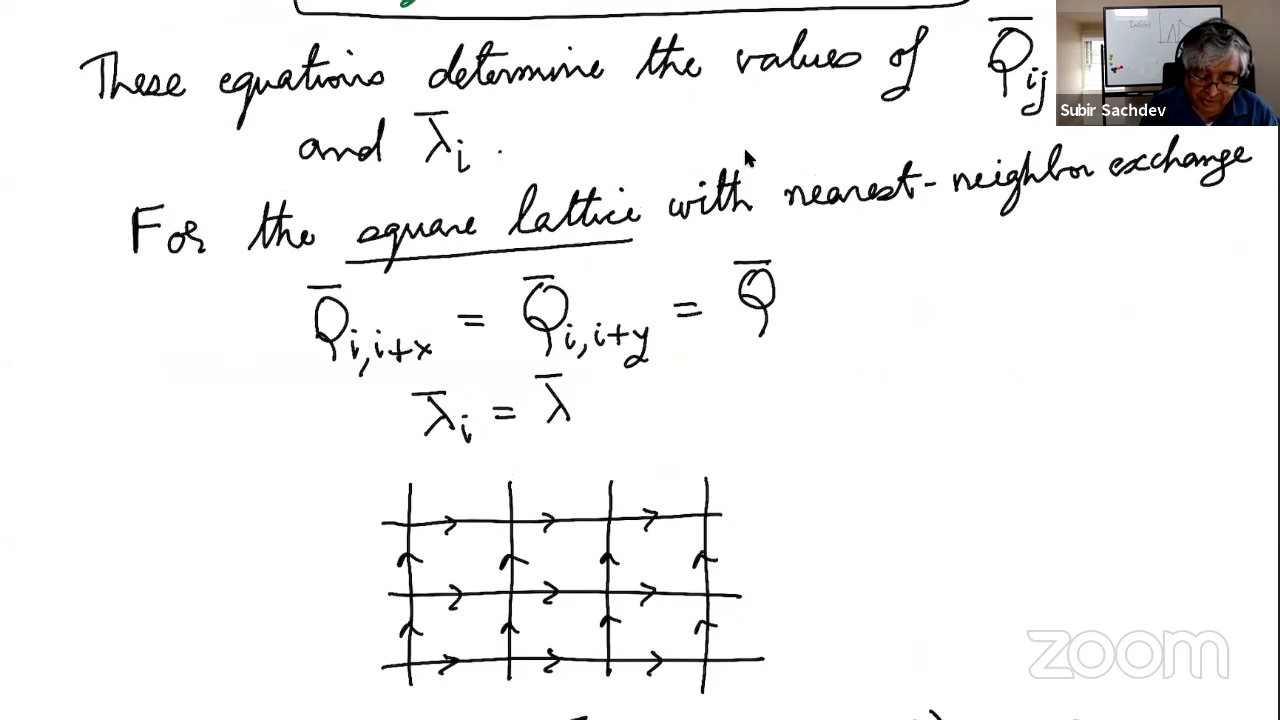 These equations determine the values of Q̄ij
and λ̄i .
For the square lattice with nearest-neighbor exchange
Q̄i,i+x = Q̄i,i+y = Q̄
λ̄i = λ̄
Subir Sachdev
zoom